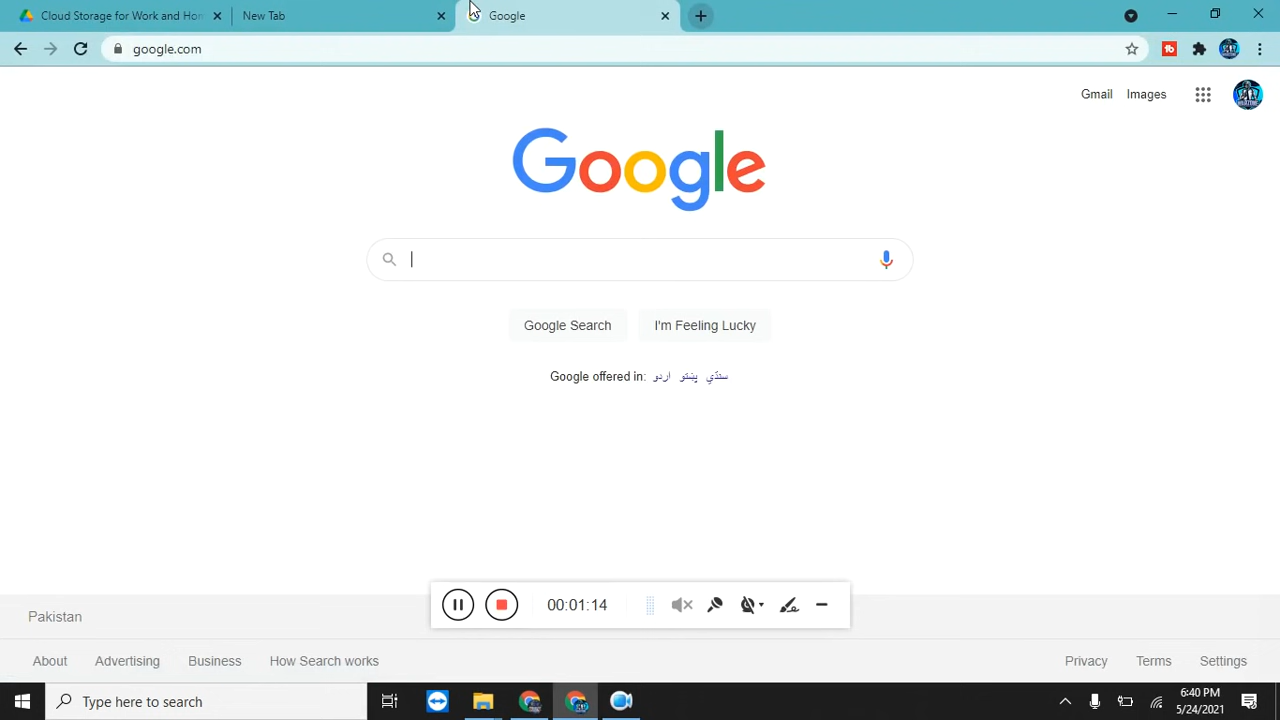 Cloud Storage for Work and Hom
New Tab
Google
google.com
Gmail Images
Google
Google Search
I'm Feeling Lucky
Google offered in: اردو پښتو سنڌي
00:01:14
Pakistan
About Advertising Business How Search works
Privacy Terms Settings
Type here to search
6:40 PM
5/24/2021